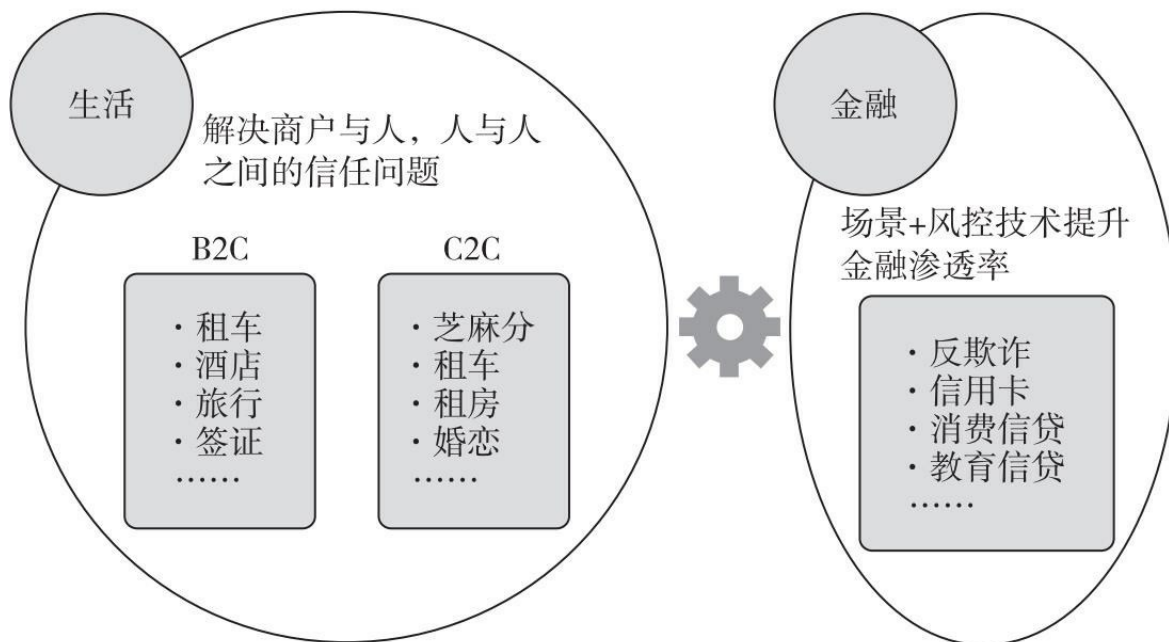 生活
解决商户与人，人与人
之间的信任问题
B2C
· 租车
· 酒店
· 旅行
· 签证
……
C2C
· 芝麻分
· 租车
· 租房
· 婚恋
……
金融
场景+风控技术提升
金融渗透率
· 反欺诈
· 信用卡
· 消费信贷
· 教育信贷
……